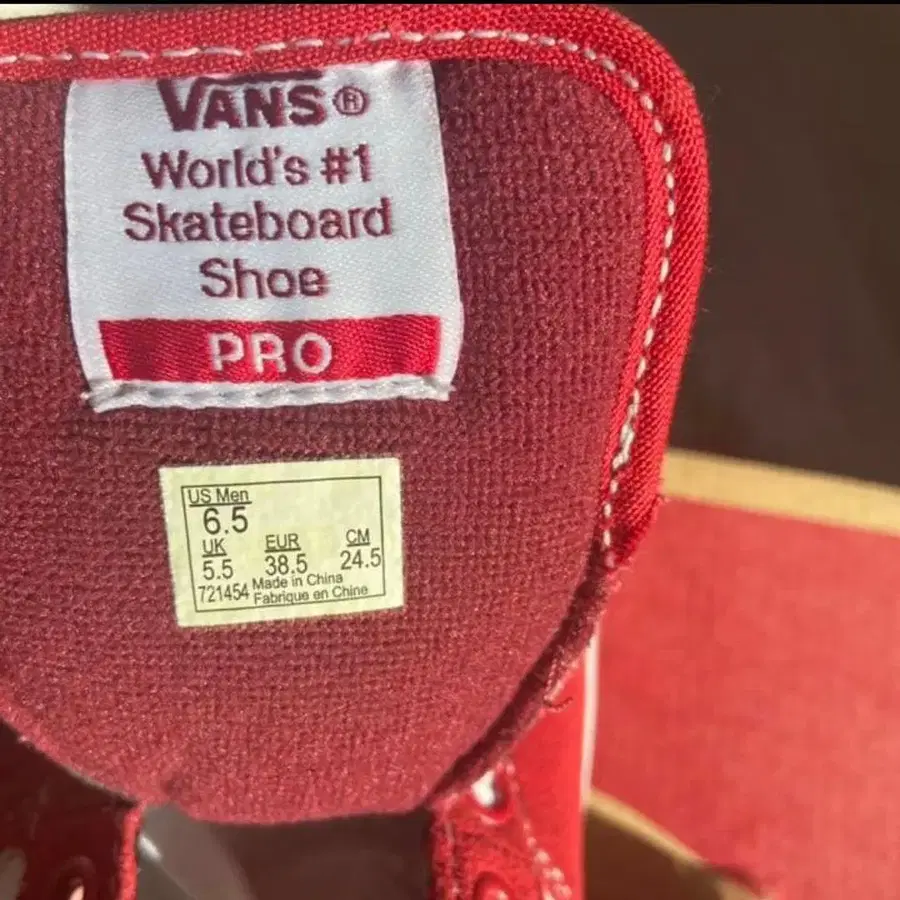 VANS®
World's #1
Skateboard
Shoe
PRO
US Men
6.5
UK EUR CM
5.5 38.5 24.5
721454 Made in China
Fabrique en Chine